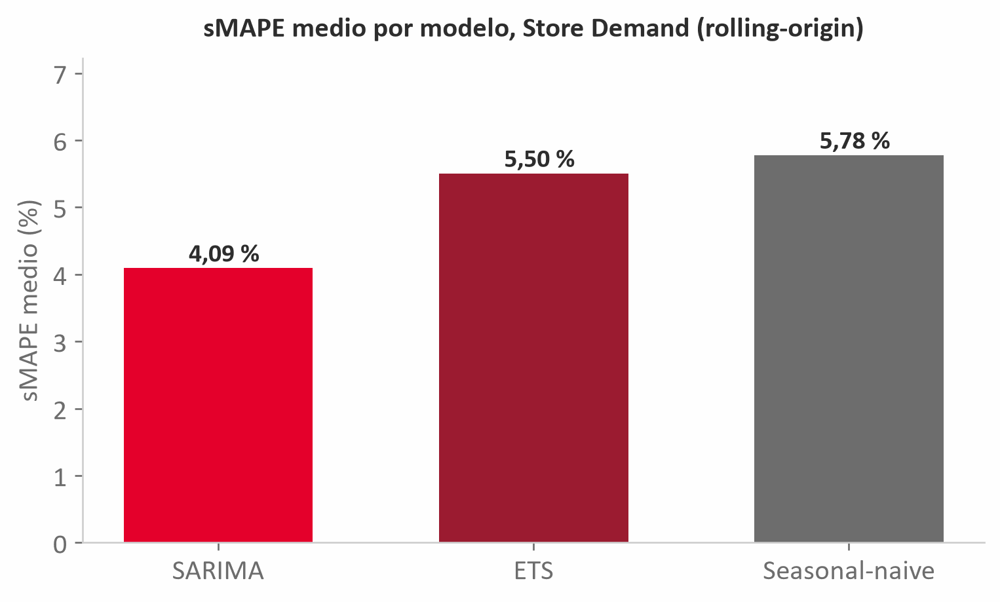 sMAPE medio por modelo, Store Demand (rolling-origin)
sMAPE medio (%)
7
6
5
4
3
2
1
0
4,09 %
5,50 %
5,78 %
SARIMA
ETS
Seasonal-naive